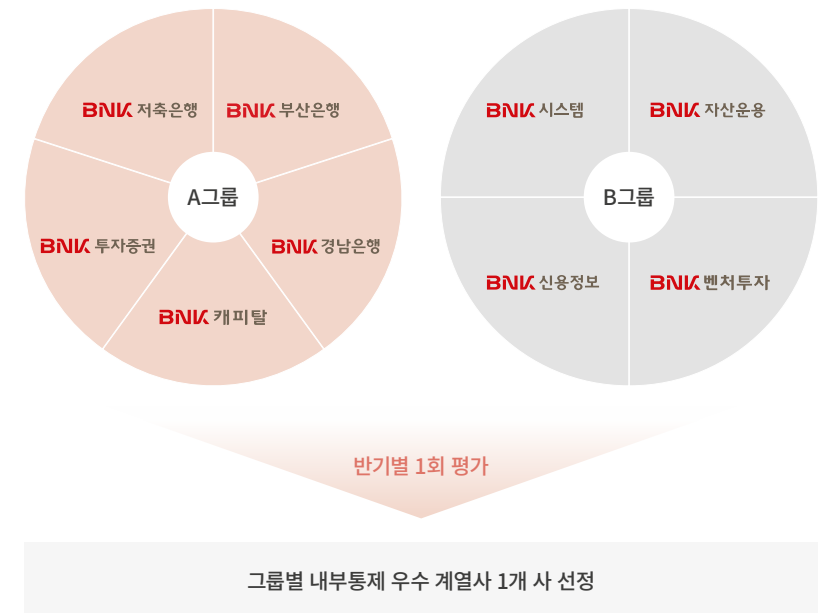 BNK 저축은행
BNK 부산은행
A그룹
BNK 투자증권
BNK 경남은행
BNK 캐피탈
BNK 시스템
BNK 자산운용
B그룹
BNK 신용정보
BNK 벤처투자
반기별 1회 평가
그룹별 내부통제 우수 계열사 1개 사 선정